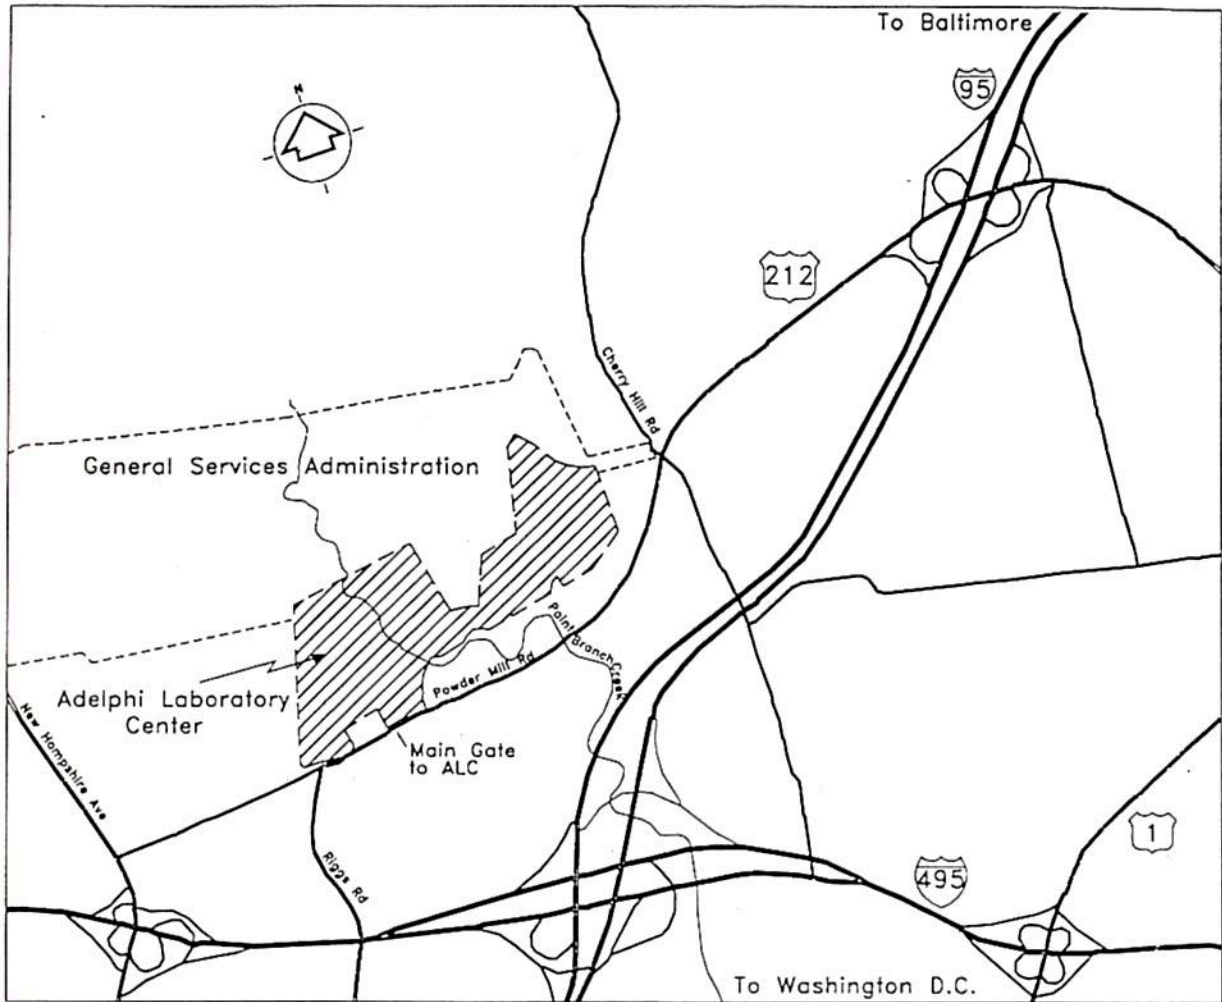 To Baltimore
N
95
212
Cherry Hill Rd
General Services Administration
Paint Branch Creek
Powder Mill Rd
Adelphi Laboratory
Center
New Hampshire Ave
Main Gate
to ALC
1
Riggs Rd
495
To Washington D.C.